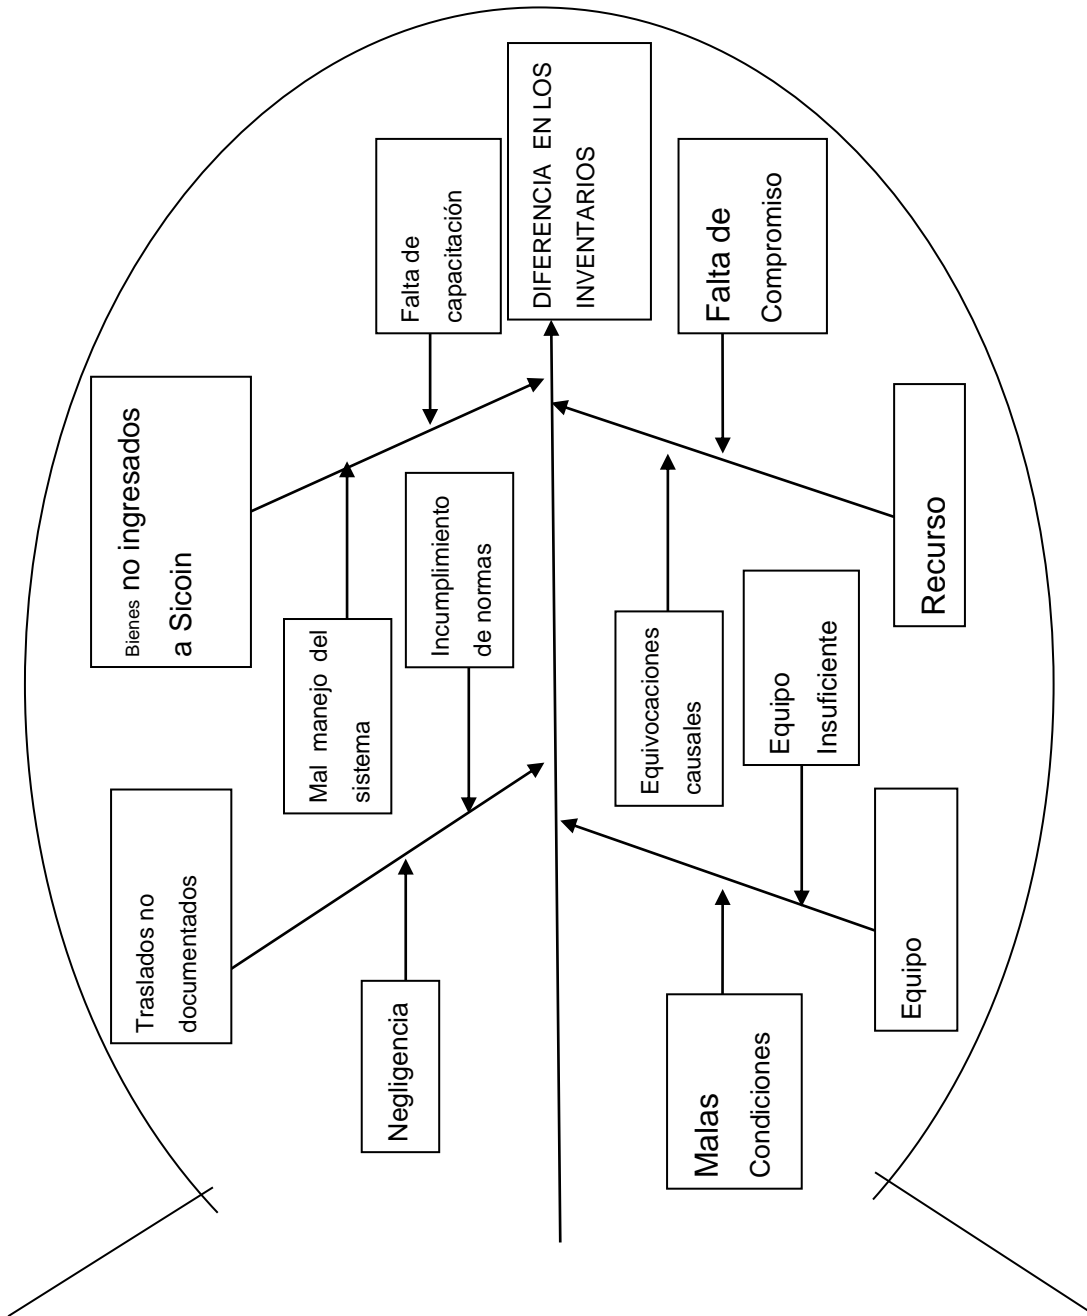 Traslados no
documentados
Bienes no ingresados
a Sicoin
Negligencia
Mal manejo del
sistema
Incumplimiento
de normas
Falta de
capacitación
DIFERENCIA EN LOS
INVENTARIOS
Equivocaciones
causales
Falta de
Compromiso
Malas
Condiciones
Equipo
Insuficiente
Equipo
Recurso